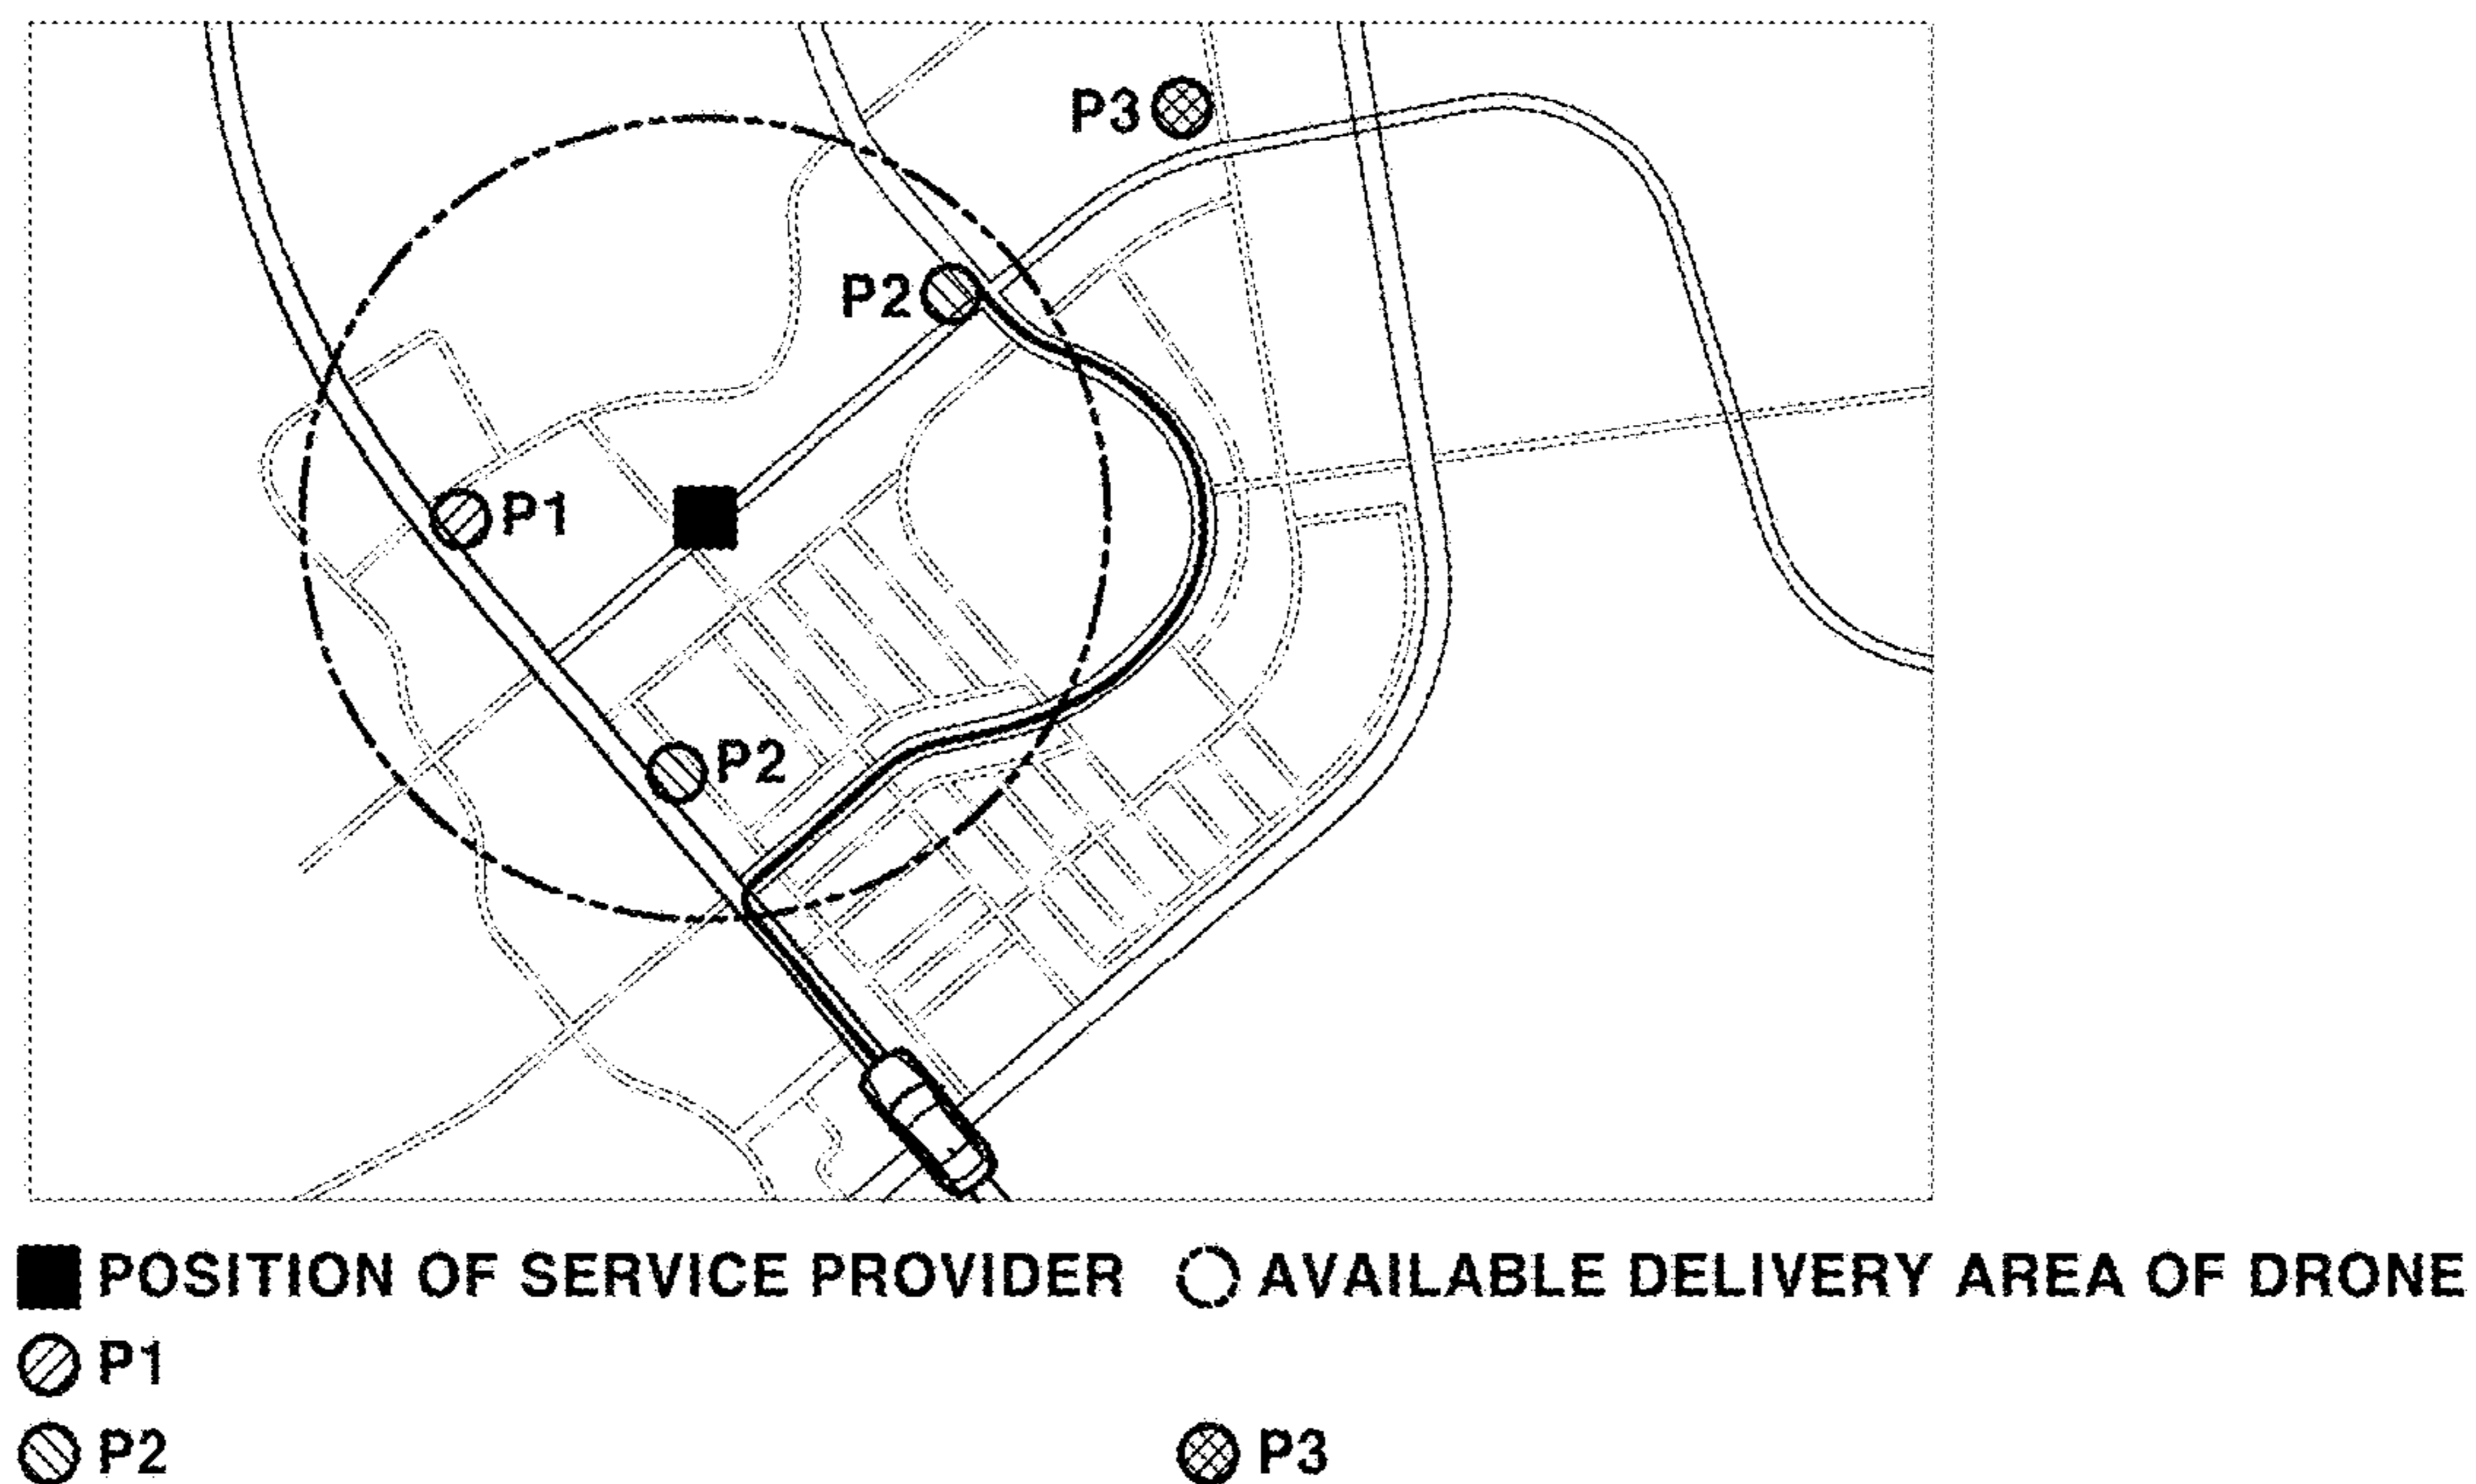 P3
P2
P1
P2
POSITION OF SERVICE PROVIDER
AVAILABLE DELIVERY AREA OF DRONE
P1
P2
P3